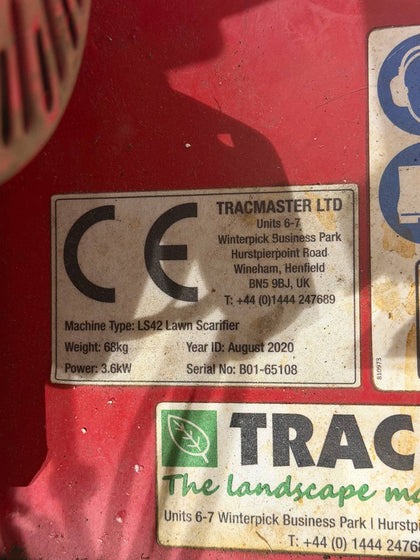 CE
TRACMASTER LTD
Units 6-7
Winterpick Business Park
Hurstpierpoint Road
Wineham, Henfield
BN5 9BJ, UK
T: +44 (0)1444 247689
Machine Type: LS42 Lawn Scarifier
Weight: 68kg Year ID: August 2020
Power: 3.6kW Serial No: B01-65108
810973
TRAC
The landscape
Units 6-7 Winterpick Business Park | Hurstp
T: +44 (0) 1444 2476